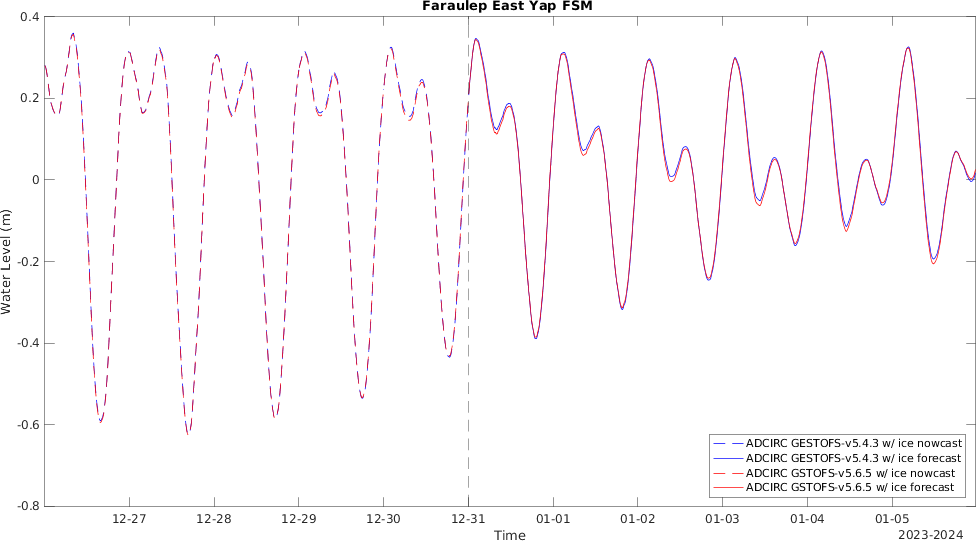 Faraulep East Yap FSM
Water Level (m)
0.4
0.2
0
-0.2
-0.4
-0.6
-0.8
12-27 12-28 12-29 12-30 12-31 01-01 01-02 01-03 01-04 01-05
Time
2023-2024
ADCIRC GESTOFS-v5.4.3 w/ ice nowcast
ADCIRC GESTOFS-v5.4.3 w/ ice forecast
ADCIRC GSTOFS-v5.6.5 w/ ice nowcast
ADCIRC GSTOFS-v5.6.5 w/ ice forecast